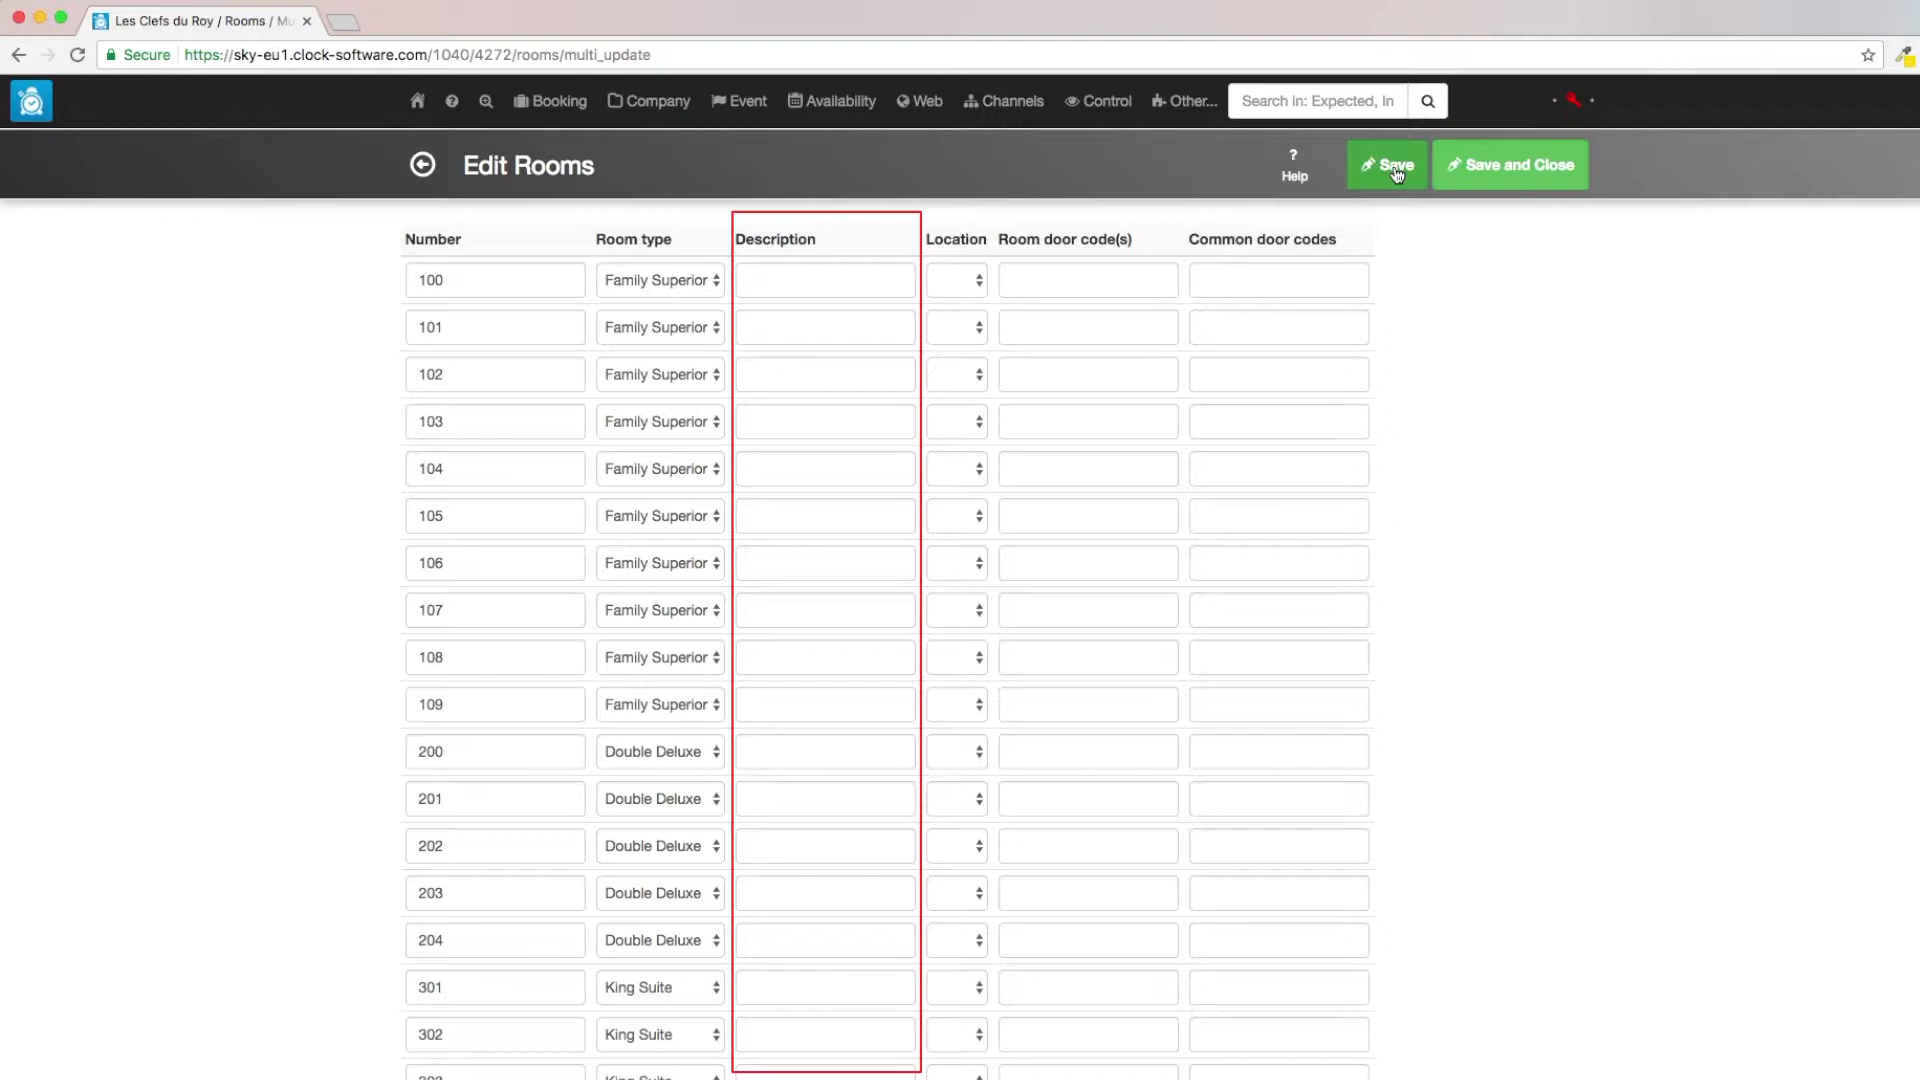 Les Clefs du Roy / Rooms / Mu
Secure https://sky-eu1.clock-software.com/1040/4272/rooms/multi_update
Booking Company Event Availability Web Channels Control Other... Search in: Expected, In
Edit Rooms ? Help Save Save and Close
Number Room type Description Location Room door code(s) Common door codes
100 Family Superior
101 Family Superior
102 Family Superior
103 Family Superior
104 Family Superior
105 Family Superior
106 Family Superior
107 Family Superior
108 Family Superior
109 Family Superior
200 Double Deluxe
201 Double Deluxe
202 Double Deluxe
203 Double Deluxe
204 Double Deluxe
301 King Suite
302 King Suite